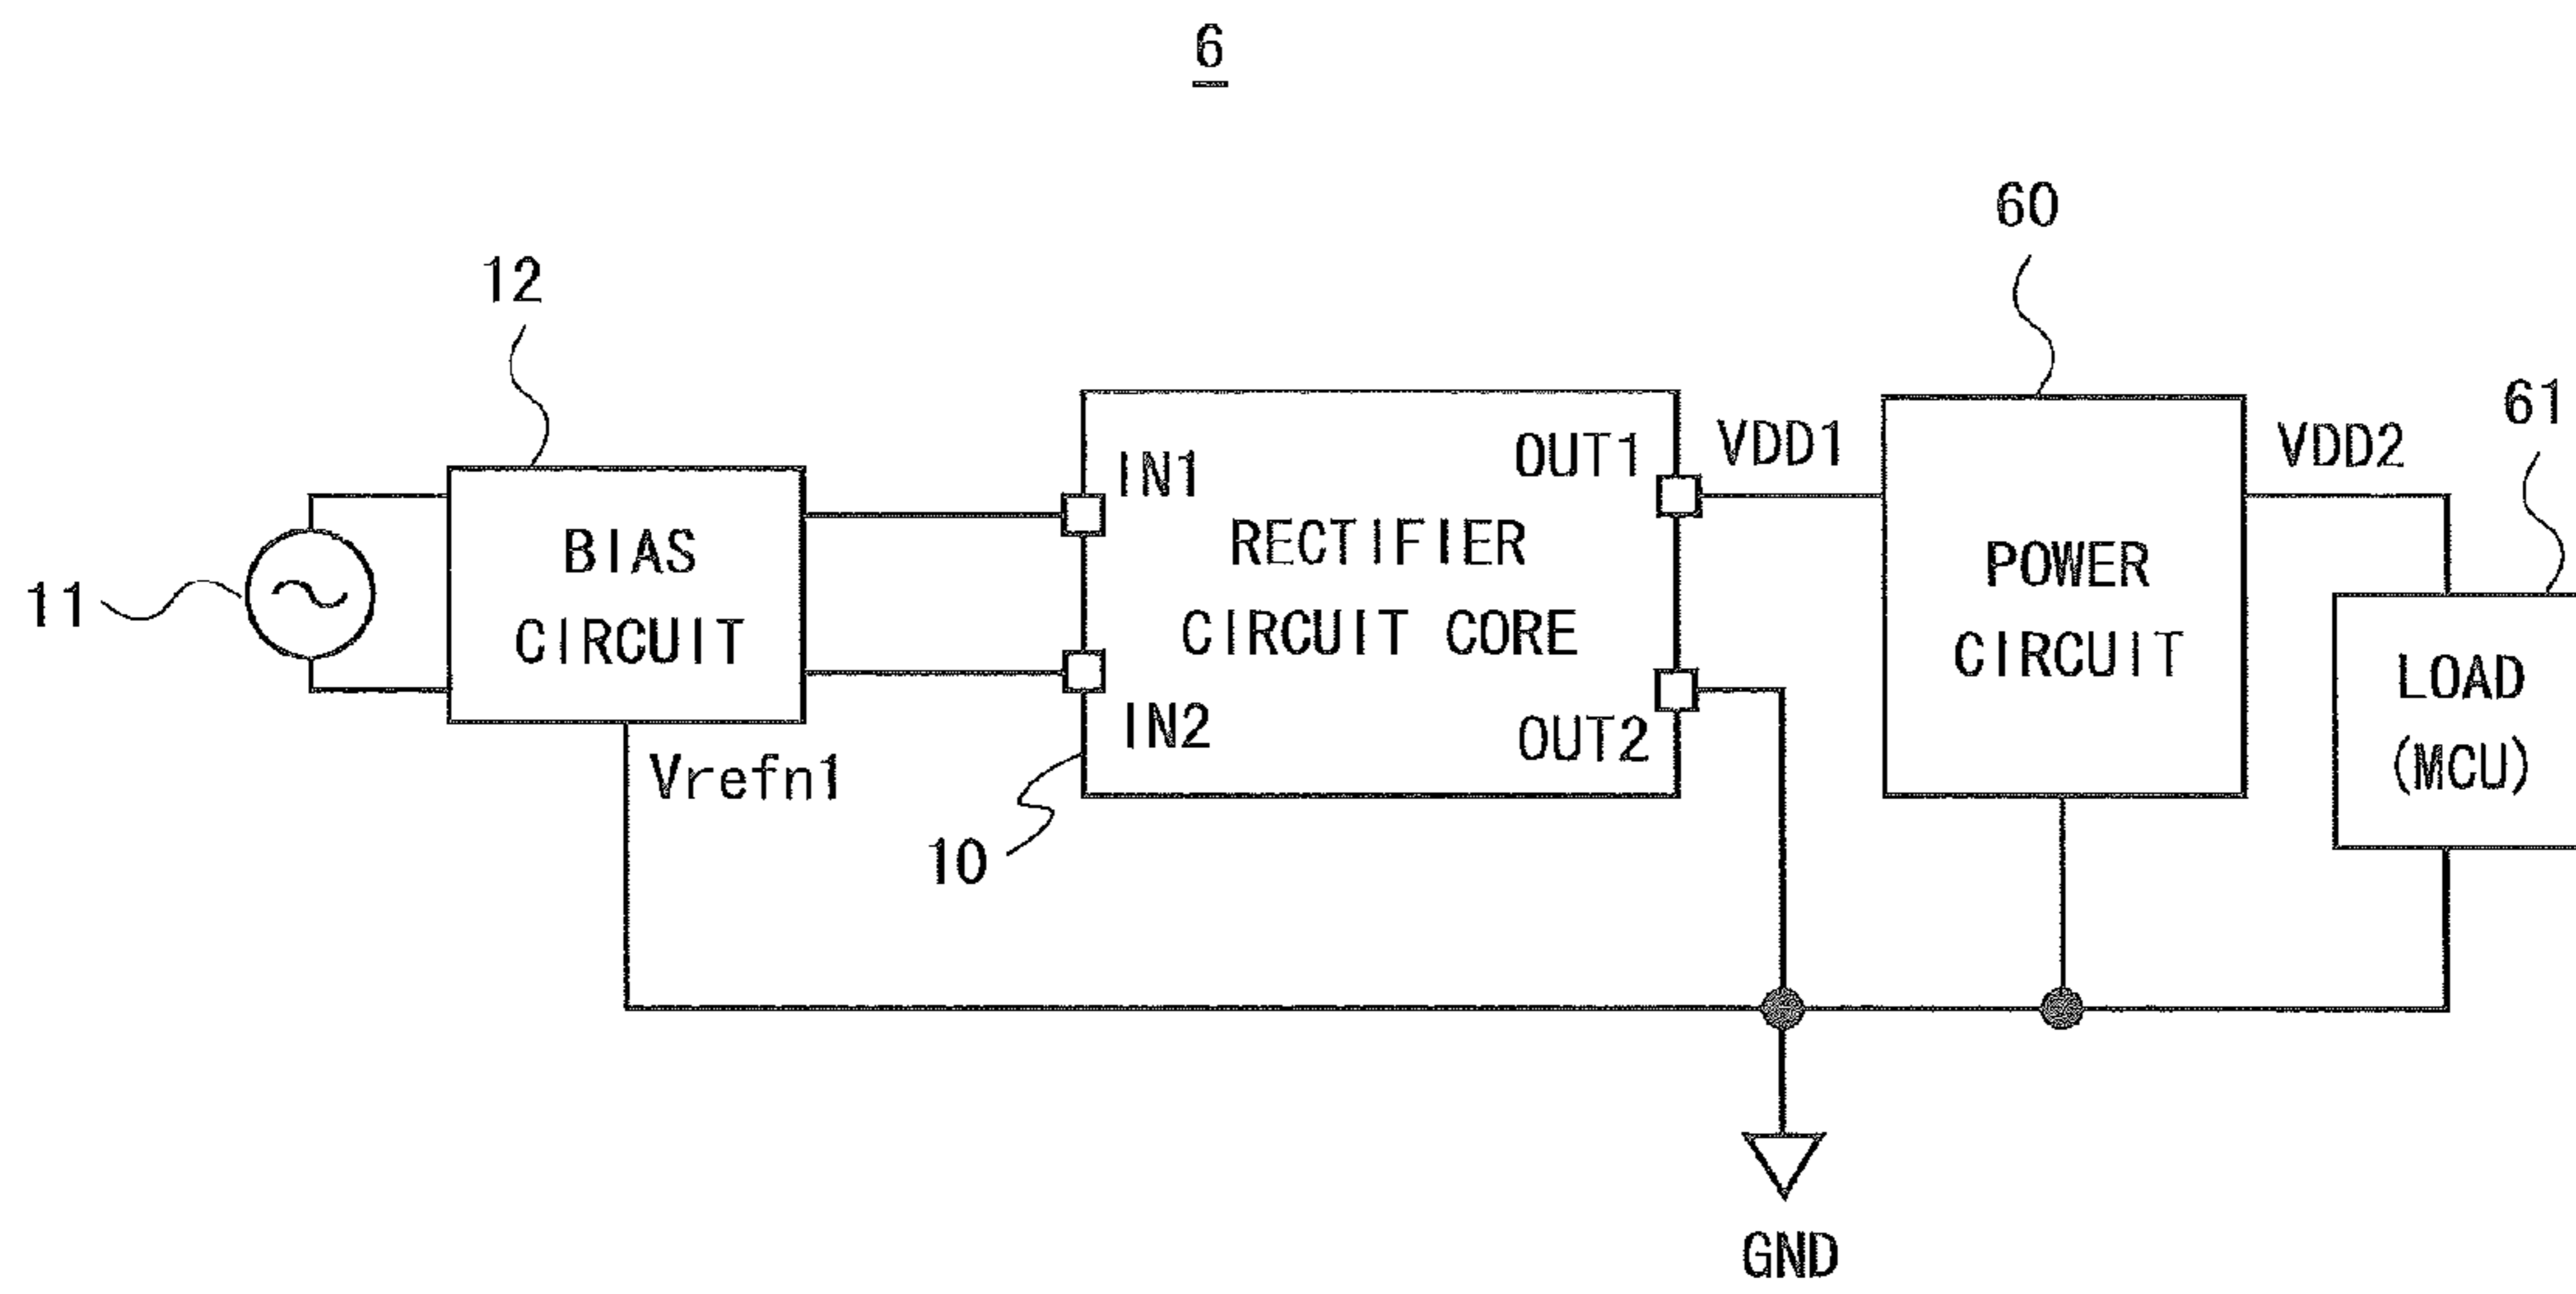 6
60
12
61
OUT1
VDD1
VDD2
IN1
BIAS
CIRCUIT
RECTIFIER
CIRCUIT CORE
POWER
CIRCUIT
11
LOAD
(MCU)
IN2
OUT2
Vrefn1
10
GND